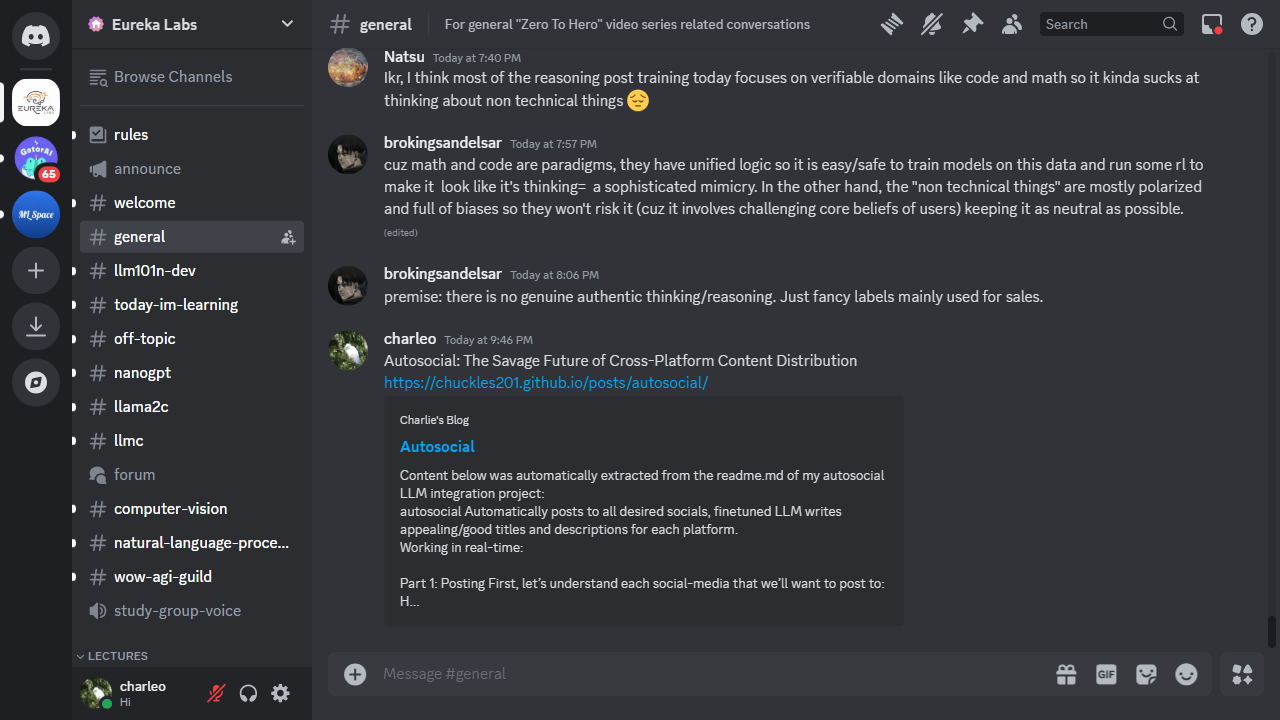 Eureka Labs
general
For general "Zero To Hero" video series related conversations
Search
EUREKA
LABS
GatorAI
65
ML Space
Browse Channels
rules
announce
welcome
general
llm101n-dev
today-im-learning
off-topic
nanogpt
llama2c
llmc
forum
computer-vision
natural-language-proce...
wow-agi-guild
study-group-voice
LECTURES
charleo
Hi
Natsu Today at 7:40 PM
Ikr, I think most of the reasoning post training today focuses on verifiable domains like code and math so it kinda sucks at
thinking about non technical things 😔
brokingsandelsar Today at 7:57 PM
cuz math and code are paradigms, they have unified logic so it is easy/safe to train models on this data and run some rl to
make it look like it's thinking= a sophisticated mimicry. In the other hand, the "non technical things" are mostly polarized
and full of biases so they won't risk it (cuz it involves challenging core beliefs of users) keeping it as neutral as possible.
(edited)
brokingsandelsar Today at 8:06 PM
premise: there is no genuine authentic thinking/reasoning. Just fancy labels mainly used for sales.
charleo Today at 9:46 PM
Autosocial: The Savage Future of Cross-Platform Content Distribution
https://chuckles201.github.io/posts/autosocial/
Charlie's Blog
Autosocial
Content below was automatically extracted from the readme.md of my autosocial
LLM integration project:
autosocial Automatically posts to all desired socials, finetuned LLM writes
appealing/good titles and descriptions for each platform.
Working in real-time:
Part 1: Posting First, let's understand each social-media that we'll want to post to:
H...
Message #general
GIF